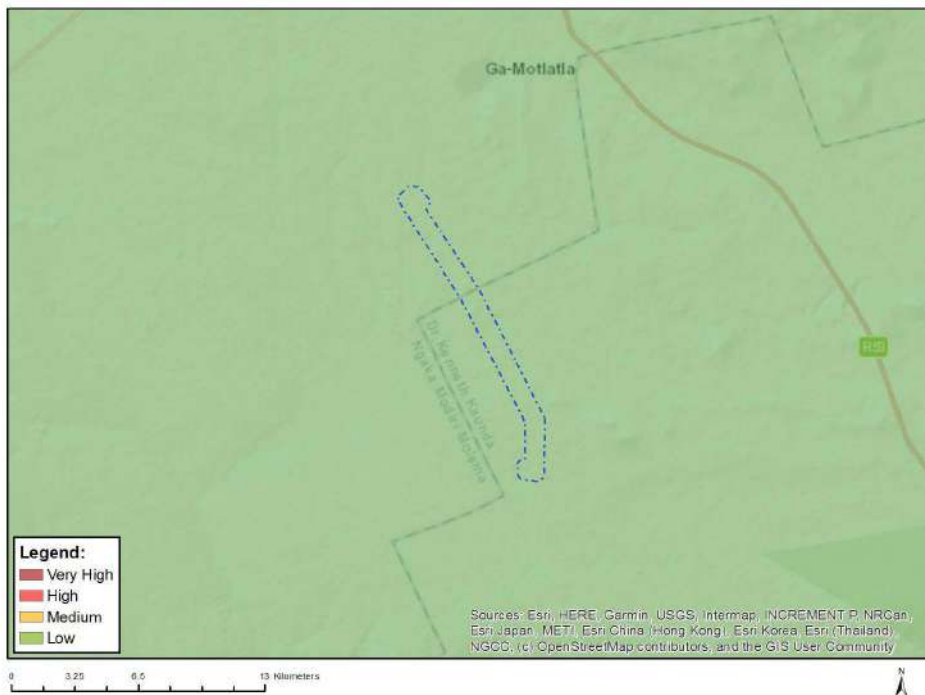 Ga-Motlatla
Dr Kenneth Kaunda
Ngaka Modiri Molema
Legend:
Very High
High
Medium
Low
Sources: Esri, HERE, Garmin, USGS, Intermap, INCREMENT P, NRCan,
Esri Japan, METI, Esri China (Hong Kong), Esri Korea, Esri (Thailand),
NGCC, (c) OpenStreetMap contributors, and the GIS User Community
0 3.25 6.5 13 Kilometers
N